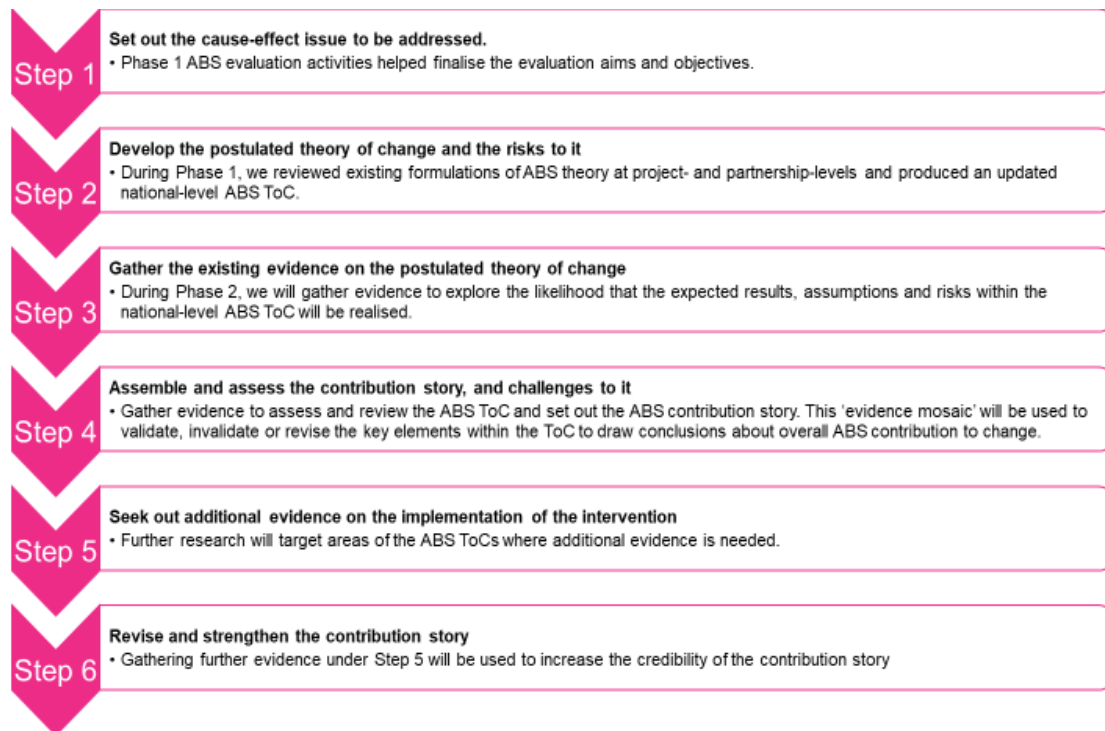 Step 1
Set out the cause-effect issue to be addressed.
• Phase 1 ABS evaluation activities helped finalise the evaluation aims and objectives.
Step 2
Develop the postulated theory of change and the risks to it
• During Phase 1, we reviewed existing formulations of ABS theory at project- and partnership-levels and produced an updated
national-level ABS ToC.
Step 3
Gather the existing evidence on the postulated theory of change
• During Phase 2, we will gather evidence to explore the likelihood that the expected results, assumptions and risks within the
national-level ABS ToC will be realised.
Step 4
Assemble and assess the contribution story, and challenges to it
• Gather evidence to assess and review the ABS ToC and set out the ABS contribution story. This ‘evidence mosaic’ will be used to
validate, invalidate or revise the key elements within the ToC to draw conclusions about overall ABS contribution to change.
Step 5
Seek out additional evidence on the implementation of the intervention
• Further research will target areas of the ABS ToCs where additional evidence is needed.
Step 6
Revise and strengthen the contribution story
• Gathering further evidence under Step 5 will be used to increase the credibility of the contribution story